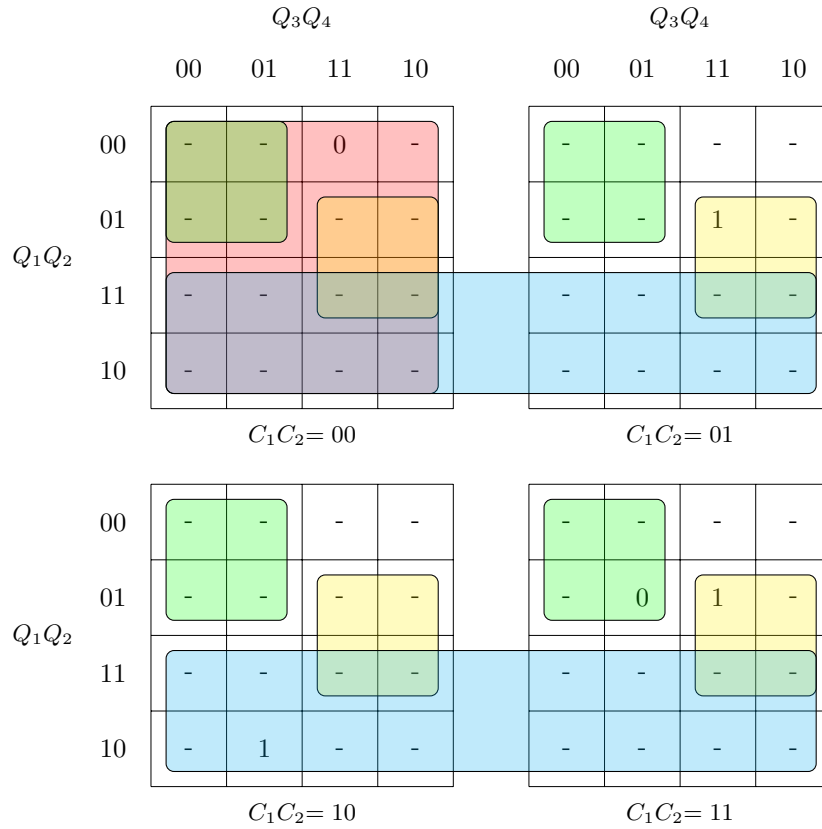 Q₃Q₄ Q₃Q₄
00 01 11 10 00 01 11 10
00 - - 0 - - - - -
01 - - - - - - 1 -
Q₁Q₂
11 - - - - - - - -
10 - - - - - - - -
C₁C₂= 00 C₁C₂= 01
00 - - - - - - - -
01 - - - - - 0 1 -
Q₁Q₂
11 - - - - - - - -
10 - 1 - - - - - -
C₁C₂= 10 C₁C₂= 11